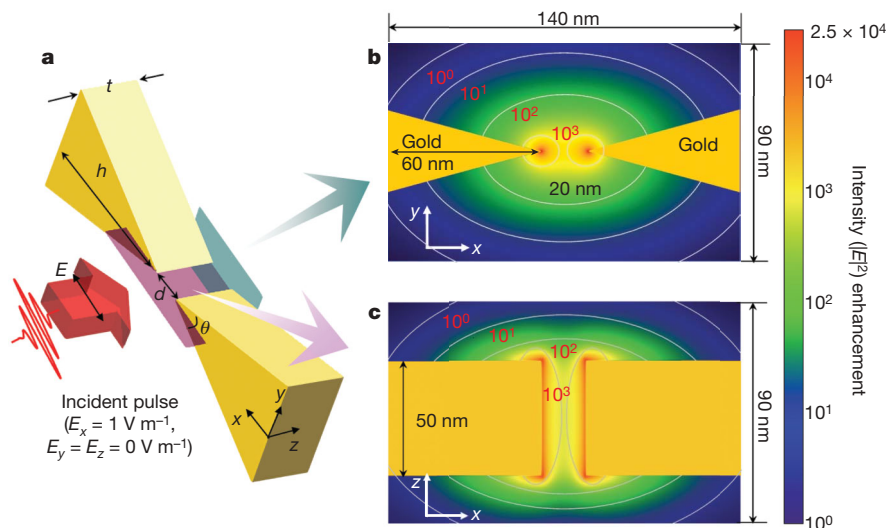 a
t
h
E
d
θ
y
x
z
Incident pulse
(Eₓ = 1 V m⁻¹,
E_y = E_z = 0 V m⁻¹)
140 nm
b
10⁰
10¹
10²
10³
Gold
60 nm
Gold
20 nm
y
x
90 nm
c
10⁰
10¹
10²
10³
50 nm
z
x
90 nm
2.5 × 10⁴
10⁴
10³
10²
10¹
10⁰
Intensity (|E|²) enhancement